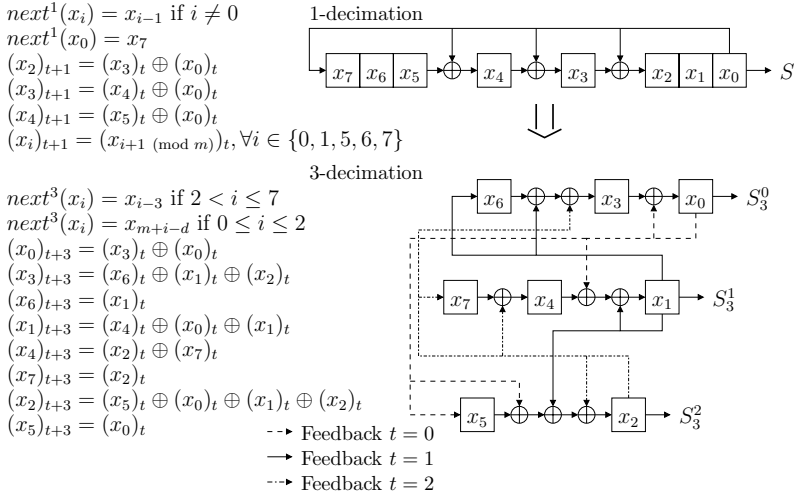 next¹(xᵢ) = xᵢ₋₁ if i ≠ 0
next¹(x₀) = x₇
(x₂)ₜ₊₁ = (x₃)ₜ ⊕ (x₀)ₜ
(x₃)ₜ₊₁ = (x₄)ₜ ⊕ (x₀)ₜ
(x₄)ₜ₊₁ = (x₅)ₜ ⊕ (x₀)ₜ
(xᵢ)ₜ₊₁ = (xᵢ₊₁ (mod m))ₜ, ∀i ∈ {0, 1, 5, 6, 7}
1-decimation
x₇ x₆ x₅ ⊕ x₄ ⊕ x₃ ⊕ x₂ x₁ x₀ S
3-decimation
next³(xᵢ) = xᵢ₋₃ if 2 < i ≤ 7
next³(xᵢ) = x_{m+i−d} if 0 ≤ i ≤ 2
(x₀)ₜ₊₃ = (x₃)ₜ ⊕ (x₀)ₜ
(x₃)ₜ₊₃ = (x₆)ₜ ⊕ (x₁)ₜ ⊕ (x₂)ₜ
(x₆)ₜ₊₃ = (x₁)ₜ
(x₁)ₜ₊₃ = (x₄)ₜ ⊕ (x₀)ₜ ⊕ (x₁)ₜ
(x₄)ₜ₊₃ = (x₂)ₜ ⊕ (x₇)ₜ
(x₇)ₜ₊₃ = (x₂)ₜ
(x₂)ₜ₊₃ = (x₅)ₜ ⊕ (x₀)ₜ ⊕ (x₁)ₜ ⊕ (x₂)ₜ
(x₅)ₜ₊₃ = (x₀)ₜ
x₆ ⊕ ⊕ x₃ ⊕ x₀ S₃⁰
x₇ ⊕ x₄ ⊕ ⊕ x₁ S₃¹
x₅ ⊕ ⊕ ⊕ x₂ S₃²
Feedback t = 0
Feedback t = 1
Feedback t = 2